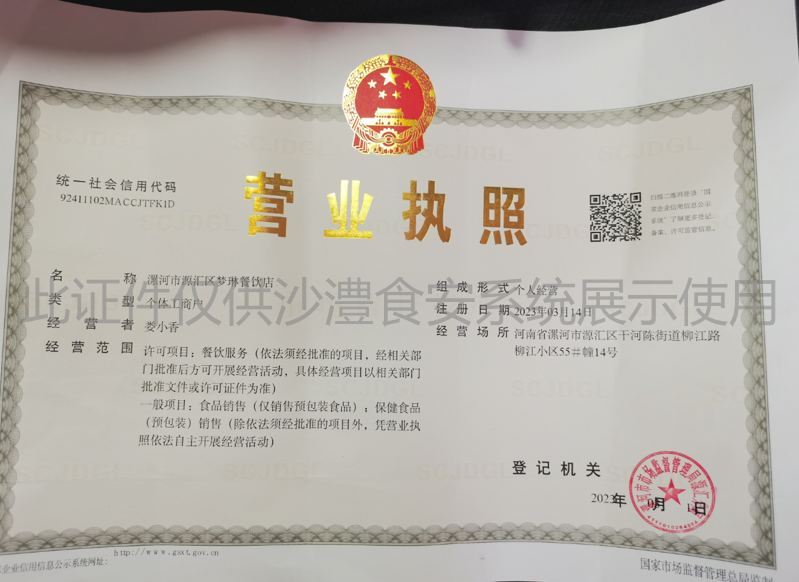 营业执照
统一社会信用代码
92411102MACCJTFK1D
扫描二维码登录“国
家企业信用信息公示
系统”了解更多登记、
备案、许可监管信息。
名称 漯河市源汇区梦琳餐饮店
类型 个体工商户
经营者 娄小香
经营范围 许可项目：餐饮服务（依法须经批准的项目，经相关部
门批准后方可开展经营活动，具体经营项目以相关部门
批准文件或许可证件为准）
一般项目：食品销售（仅销售预包装食品）；保健食品
（预包装）销售（除依法须经批准的项目外，凭营业执
照依法自主开展经营活动）
组成形式 个人经营
注册日期 2023年03月14日
经营场所 河南省漯河市源汇区干河陈街道柳江路
柳江小区55#幢14号
此证件仅供沙澧食安系统展示使用
登记机关
年 月 日
企业信用信息公示系统网址：
http://www.gsxt.gov.cn
国家市场监督管理总局监制